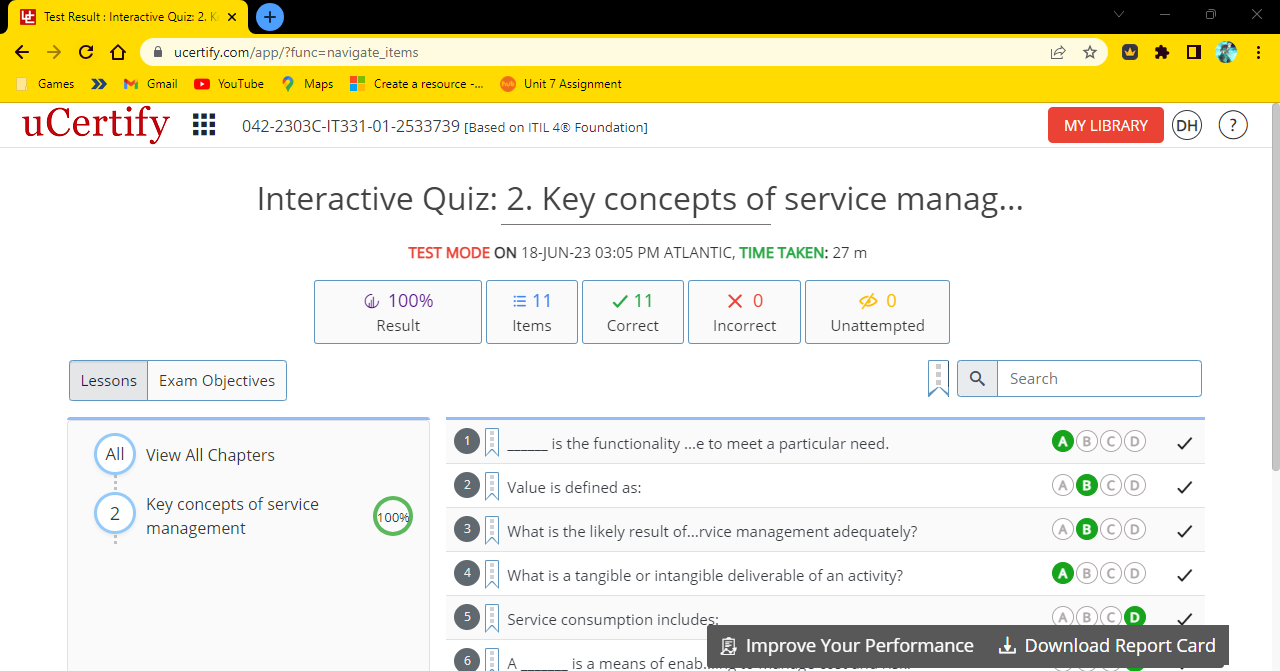 Test Result : Interactive Quiz: 2. K
ucertify.com/app/?func=navigate_items
Games
Gmail
YouTube
Maps
Create a resource -...
Unit 7 Assignment
uCertify
042-2303C-IT331-01-2533739 [Based on ITIL 4® Foundation]
MY LIBRARY
DH
?
Interactive Quiz: 2. Key concepts of service manag...
TEST MODE ON 18-JUN-23 03:05 PM ATLANTIC, TIME TAKEN: 27 m
100% Result
11 Items
11 Correct
0 Incorrect
0 Unattempted
Lessons
Exam Objectives
Search
All View All Chapters
2 Key concepts of service
management
100%
1 ______ is the functionality ...e to meet a particular need. A B C D
2 Value is defined as: A B C D
3 What is the likely result of...rvice management adequately? A B C D
4 What is a tangible or intangible deliverable of an activity? A B C D
5 Service consumption includes: A B C D
6 A _______ is a means of enab
Improve Your Performance
Download Report Card